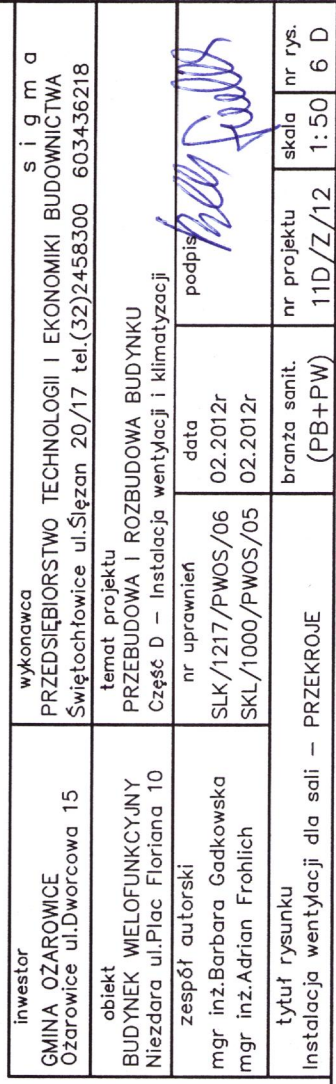 inwestor
GMINA OŻAROWICE
Ożarowice ul.Dworcowa 15
wykonawca
s i g m a
PRZEDSIĘBIORSTWO TECHNOLOGII I EKONOMIKI BUDOWNICTWA
Świętochłowice ul.Ślęzan 20/17 tel.(32)2458300 603436218
obiekt
BUDYNEK WIELOFUNKCYJNY
Niezdara ul.Plac Floriana 10
temat projektu
PRZEBUDOWA I ROZBUDOWA BUDYNKU
Część D – Instalacja wentylacji i klimatyzacji
zespół autorski
mgr inż.Barbara Gadkowska
mgr inż.Adrian Frohlich
nr uprawnień
SLK/1217/PWOS/06
SKL/1000/PWOS/05
data
02.2012r
02.2012r
podpis
tytuł rysunku
Instalacja wentylacji dla sali – PRZEKROJE
branża sanit.
(PB+PW)
nr projektu
11D/Z/12
skala
1:50
nr rys.
6 D